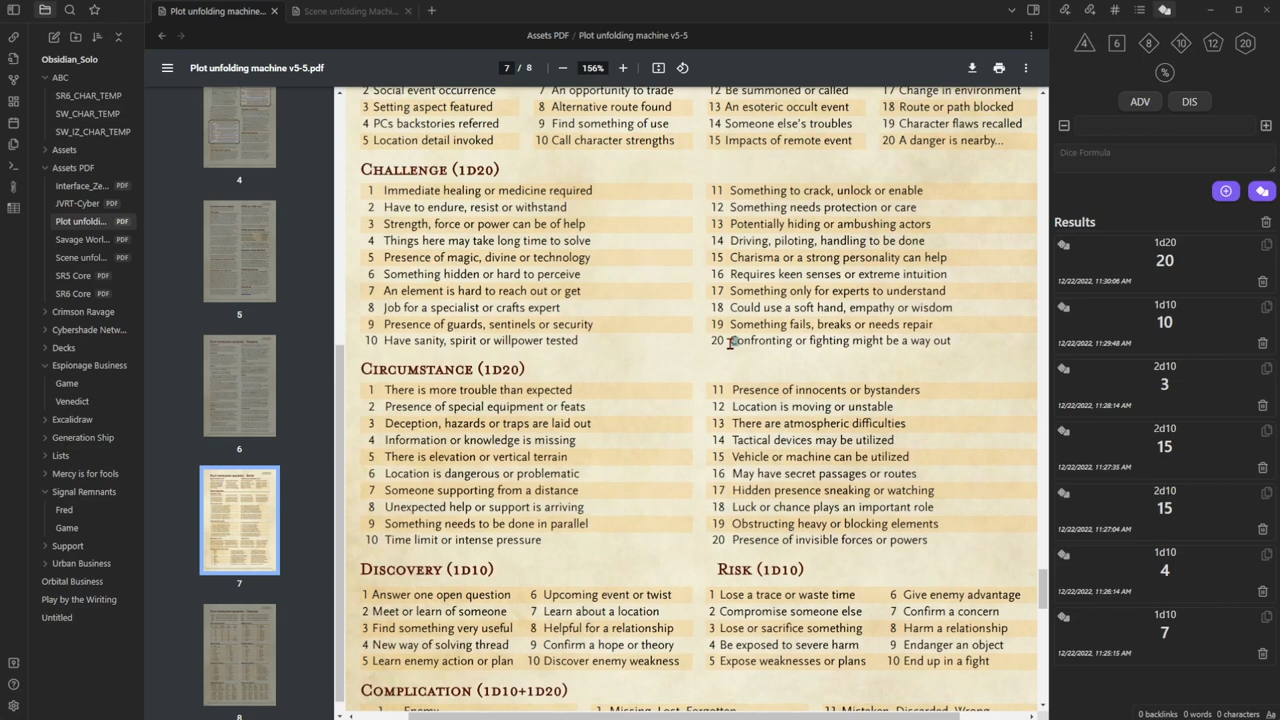 Plot unfolding machine...
Scene unfolding Machi...
Assets PDF / Plot unfolding machine v5-5
Obsidian_Solo
ABC
SR6_CHAR_TEMP
SW_CHAR_TEMP
SW_IZ_CHAR_TEMP
Assets
Assets PDF
Interface_Ze... PDF
JVRT-Cyber PDF
Plot unfoldi... PDF
Savage Worl... PDF
Scene unfol... PDF
SR5 Core PDF
SR6 Core PDF
Crimson Ravage
Cybershade Netw...
Decks
Espionage Business
Game
Venedict
Excalidraw
Generation Ship
Lists
Mercy is for fools
Signal Remnants
Fred
Game
Support
Urban Business
Orbital Business
Play by the Writing
Untitled
Plot unfolding machine v5-5.pdf
7 / 8
156%
4
5
6
7
8
2 Social event occurrence 7 An opportunity to trade 12 Be summoned or called 17 Change in environment
3 Setting aspect featured 8 Alternative route found 13 An esoteric occult event 18 Route or path blocked
4 PCs backstories referred 9 Find something of use 14 Someone else's troubles 19 Character flaws recalled
5 Location detail invoked 10 Call character strengths 15 Impacts of remote event 20 A danger is nearby...
Challenge (1D20)
1 Immediate healing or medicine required 11 Something to crack, unlock or enable
2 Have to endure, resist or withstand 12 Something needs protection or care
3 Strength, force or power can be of help 13 Potentially hiding or ambushing actors
4 Things here may take long time to solve 14 Driving, piloting, handling to be done
5 Presence of magic, divine or technology 15 Charisma or a strong personality can help
6 Something hidden or hard to perceive 16 Requires keen senses or extreme intuition
7 An element is hard to reach out or get 17 Something only for experts to understand
8 Job for a specialist or crafts expert 18 Could use a soft hand, empathy or wisdom
9 Presence of guards, sentinels or security 19 Something fails, breaks or needs repair
10 Have sanity, spirit or willpower tested 20 Confronting or fighting might be a way out
Circumstance (1D20)
1 There is more trouble than expected 11 Presence of innocents or bystanders
2 Presence of special equipment or feats 12 Location is moving or unstable
3 Deception, hazards or traps are laid out 13 There are atmospheric difficulties
4 Information or knowledge is missing 14 Tactical devices may be utilized
5 There is elevation or vertical terrain 15 Vehicle or machine can be utilized
6 Location is dangerous or problematic 16 May have secret passages or routes
7 Someone supporting from a distance 17 Hidden presence sneaking or watching
8 Unexpected help or support is arriving 18 Luck or chance plays an important role
9 Something needs to be done in parallel 19 Obstructing heavy or blocking elements
10 Time limit or intense pressure 20 Presence of invisible forces or powers
Discovery (1D10) Risk (1D10)
1 Answer one open question 6 Upcoming event or twist 1 Lose a trace or waste time 6 Give enemy advantage
2 Meet or learn of someone 7 Learn about a location 2 Compromise someone else 7 Confirm a concern
3 Find something very useful 8 Helpful for a relationship 3 Lose or sacrifice something 8 Harm a relationship
4 New way of solving thread 9 Confirm a hope or theory 4 Be exposed to severe harm 9 Endanger an object
5 Learn enemy action or plan 10 Discover enemy weakness 5 Expose weaknesses or plans 10 End up in a fight
Complication (1D10+1D20)
1 Enemy 1 Missing, Lost, Forgotten 11 Mistaken, Discarded, Wrong
4 6 8 10 12 20
%
ADV DIS
Dice Formula
Results
1d20
20
12/22/2022, 11:30:06 AM
1d10
10
12/22/2022, 11:29:48 AM
2d10
3
12/22/2022, 11:28:14 AM
2d10
15
12/22/2022, 11:27:35 AM
2d10
15
12/22/2022, 11:27:04 AM
1d10
4
12/22/2022, 11:26:14 AM
1d10
7
12/22/2022, 11:25:15 AM
0 backlinks 0 words 0 characters Aa